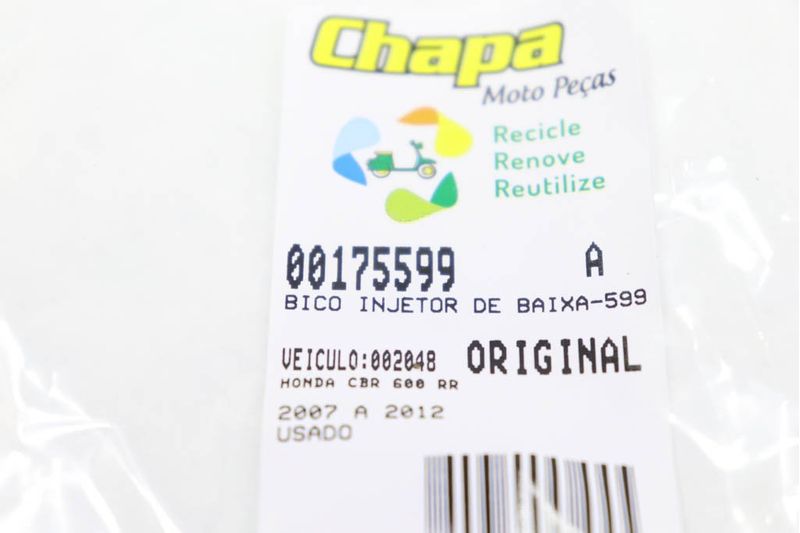 Chapa
Moto Peças
Recicle
Renove
Reutilize
00175599 A
BICO INJETOR DE BAIXA-599
VEICULO:002048 ORIGINAL
HONDA CBR 600 RR
2007 A 2012
USADO